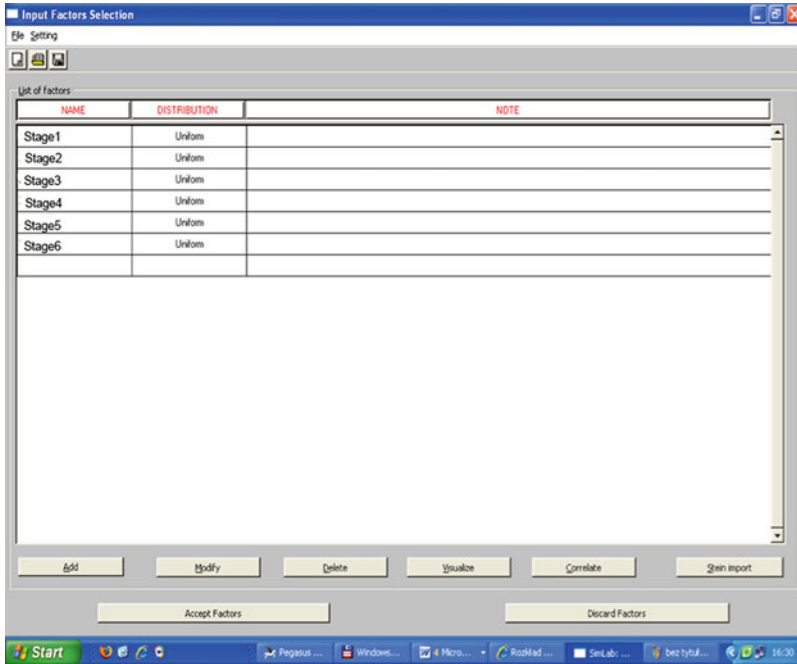 Input Factors Selection
File Setting
List of factors
NAME DISTRIBUTION NOTE
Stage1 Uniform
Stage2 Uniform
Stage3 Uniform
Stage4 Uniform
Stage5 Uniform
Stage6 Uniform
Add Modify Delete Visualize Correlate Stein import
Accept Factors Discard Factors
Start Pegasus ... Windows... 4 Micro... Rozkład ... SimLab: ... bez tytuł... 16:30